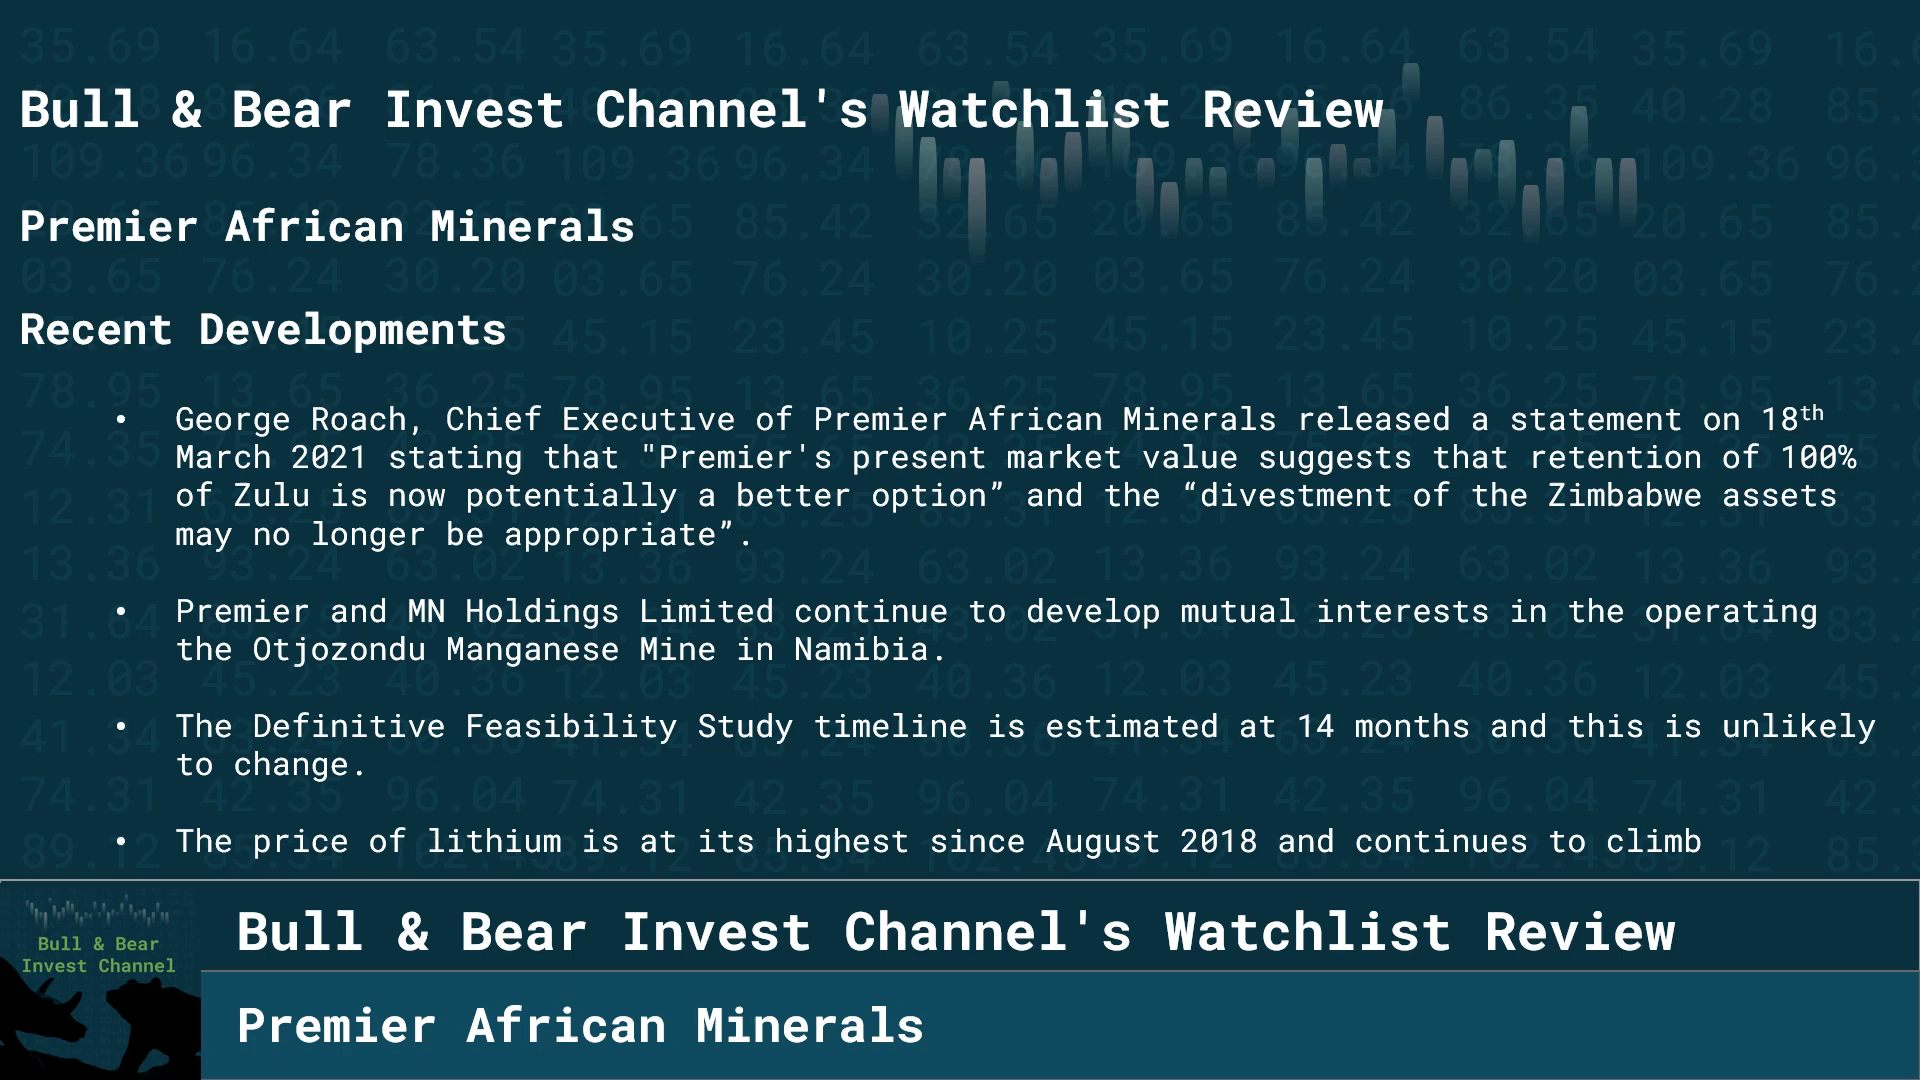 Bull & Bear Invest Channel's Watchlist Review
Premier African Minerals
Recent Developments
• George Roach, Chief Executive of Premier African Minerals released a statement on 18th
March 2021 stating that "Premier's present market value suggests that retention of 100%
of Zulu is now potentially a better option” and the “divestment of the Zimbabwe assets
may no longer be appropriate”.
• Premier and MN Holdings Limited continue to develop mutual interests in the operating
the Otjozondu Manganese Mine in Namibia.
• The Definitive Feasibility Study timeline is estimated at 14 months and this is unlikely
to change.
• The price of lithium is at its highest since August 2018 and continues to climb
Bull & Bear Invest Channel's Watchlist Review
Bull & Bear
Invest Channel
Premier African Minerals